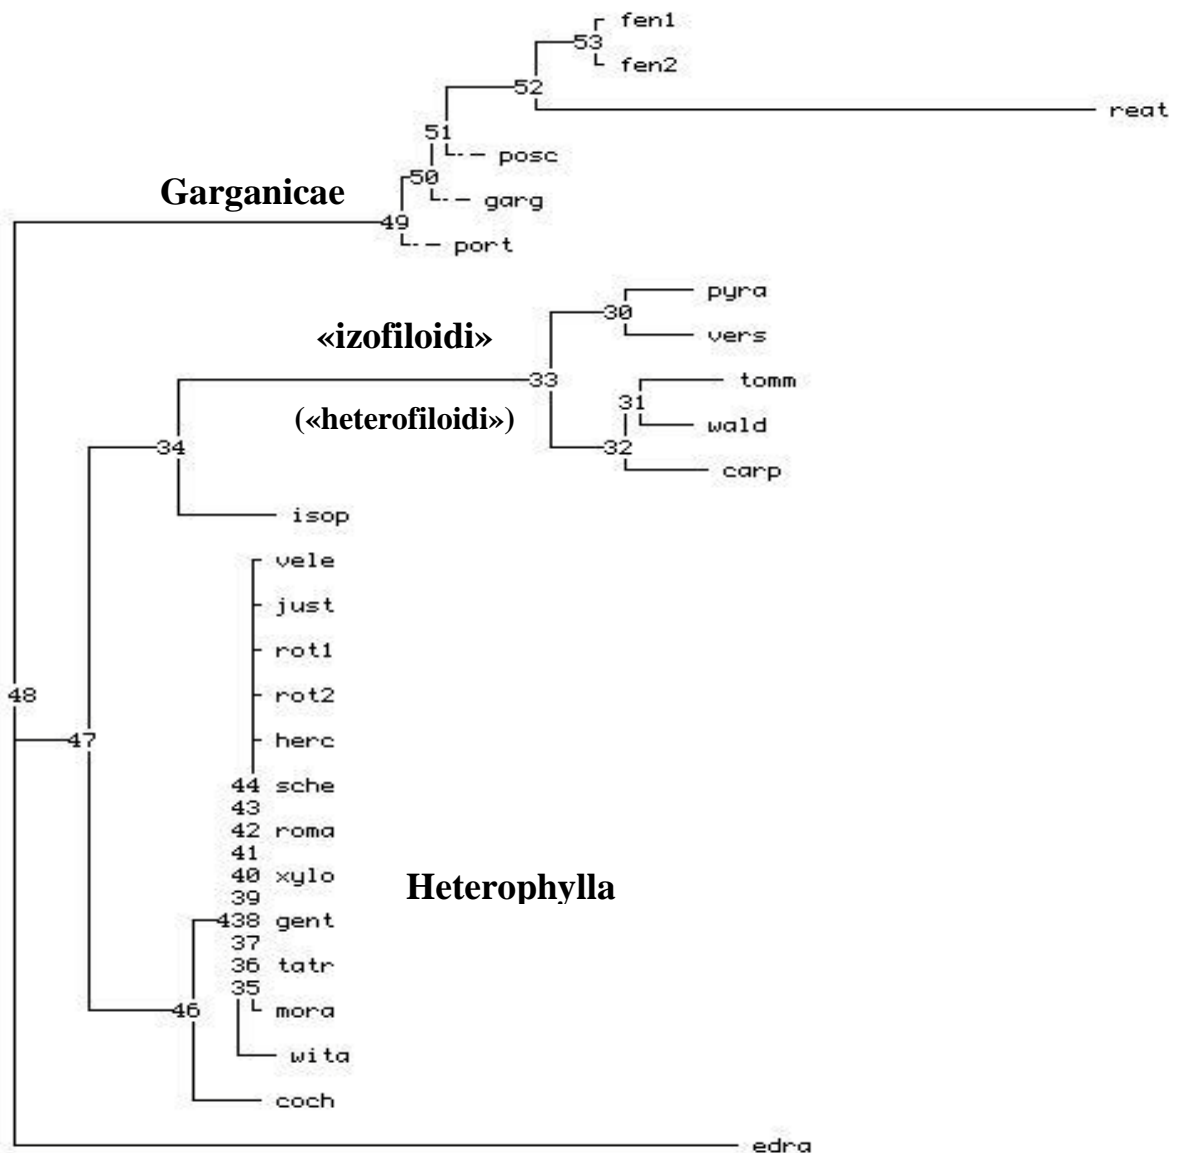 fen1
53
fen2
52
reat
51
posc
Garganicae
50
garg
49
port
pyra
30
«izofiloidi»
vers
33
tomm
31
(«heterofiloidi»)
wald
34
32
carp
isop
vele
just
rot1
48
rot2
47
herc
44 sche
43
42 roma
41
40 xylo
Heterophylla
39
438 gent
37
36 tatr
35
46
mora
wita
coch
edra